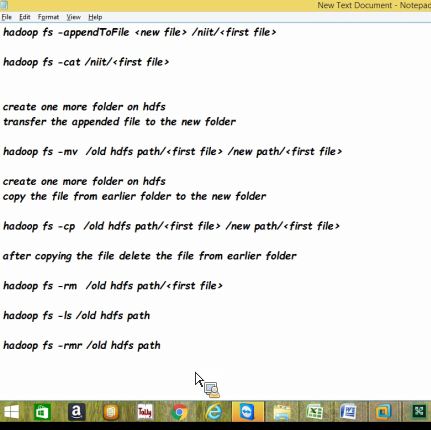 New Text Document - Notepad
File Edit Format View Help
hadoop fs -appendToFile <new file> /niit/<first file>
hadoop fs -cat /niit/<first file>
create one more folder on hdfs
transfer the appended file to the new folder
hadoop fs -mv /old hdfs path/<first file> /new path/<first file>
create one more folder on hdfs
copy the file from earlier folder to the new folder
hadoop fs -cp /old hdfs path/<first file> /new path/<first file>
after copying the file delete the file from earlier folder
hadoop fs -rm /old hdfs path/<first file>
hadoop fs -ls /old hdfs path
hadoop fs -rmr /old hdfs path
Tally